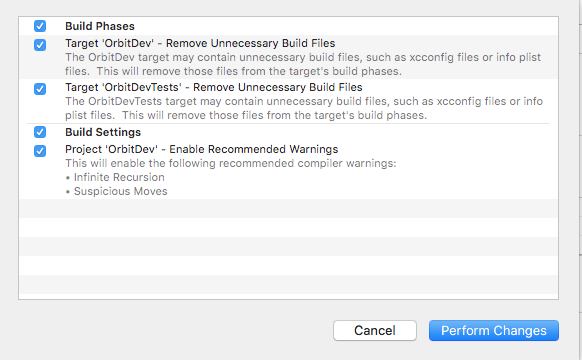 Build Phases
Target 'OrbitDev' - Remove Unnecessary Build Files
The OrbitDev target may contain unnecessary build files, such as xcconfig files or info plist
files.  This will remove those files from the target's build phases.
Target 'OrbitDevTests' - Remove Unnecessary Build Files
The OrbitDevTests target may contain unnecessary build files, such as xcconfig files or info
plist files.  This will remove those files from the target's build phases.
Build Settings
Project 'OrbitDev' - Enable Recommended Warnings
This will enable the following recommended compiler warnings:
• Infinite Recursion
• Suspicious Moves
Cancel
Perform Changes